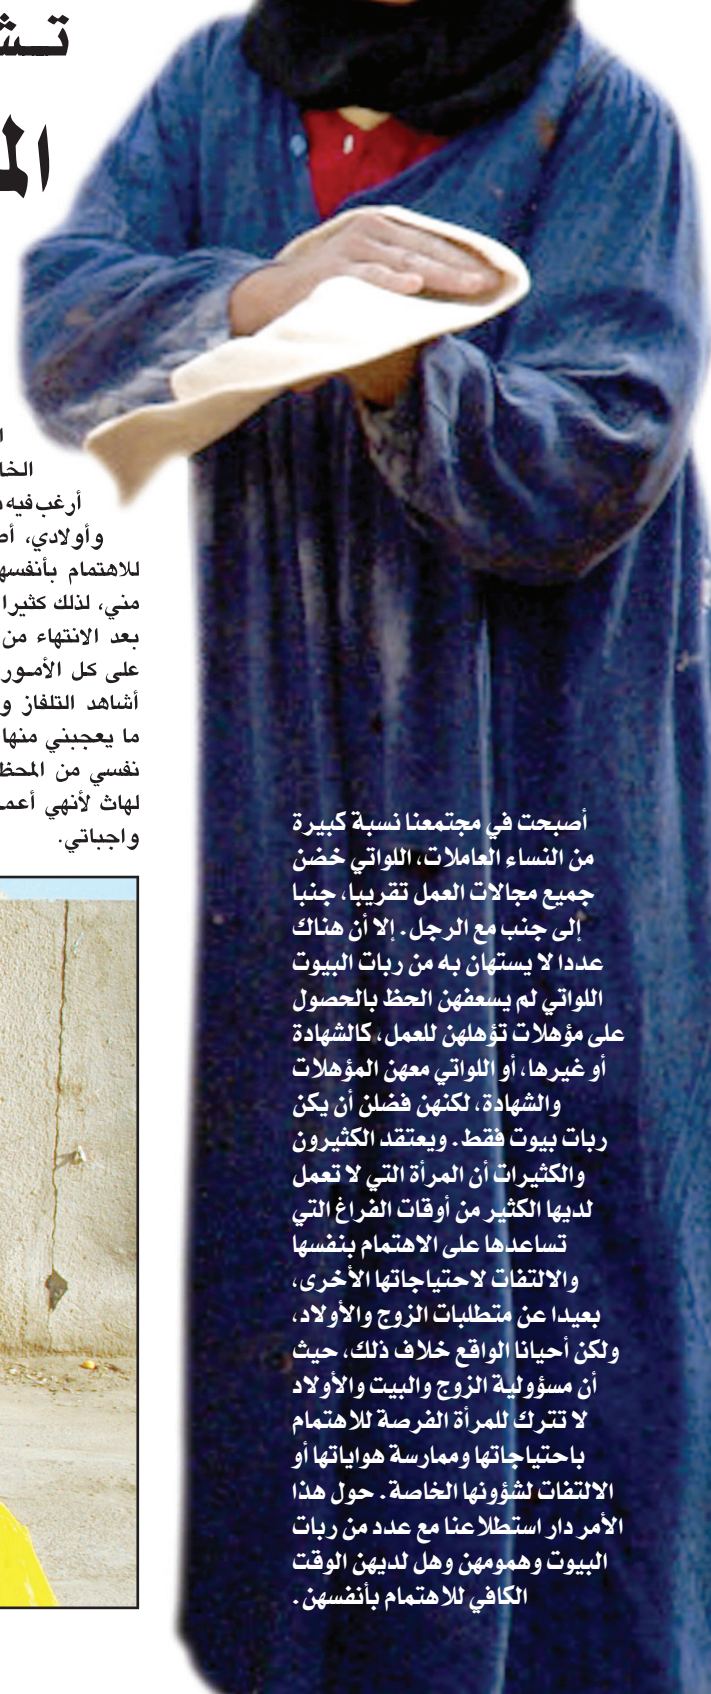 أرغب فيه
وأولادي،
للاهتمام بأنفسه
مني، لذلك كثيرا
بعد الانتهاء من
على كل الأمـور
أشاهد التلفاز و
ما يعجبني منها
نفسي من
لهاث لأنهي
واجباتي.
أصبحت في مجتمعنا نسبة كبيرة
من النساء العاملات، اللواتي خضن
جميع مجالات العمل تقريبا، جنبا
إلى جنب مع الرجل. إلا أن هناك
عددا لا يستهان به من ربات البيوت
اللواتي لم يسعفهن الحظ بالحصول
على مؤهلات تؤهلهن للعمل، كالشهادة
أو غيرها، أو اللواتي معهن المؤهلات
والشهادة، لكنهن فضلن أن يكن
ربات بيوت فقط. ويعتقد الكثيرون
والكثيرات أن المرأة التي لا تعمل
لديها الكثير من أوقات الفراغ التي
تساعدها على الاهتمام بنفسها
والالتفات لاحتياجاتها الأخرى،
بعيدا عن متطلبات الزوج والأولاد،
ولكن أحيانا الواقع خلاف ذلك، حيث
أن مسؤولية الزوج والبيت والأولاد
لا تترك للمرأة الفرصة للاهتمام
باحتياجاتها وممارسة هواياتها أو
الالتفات لشؤونها الخاصة. حول هذا
الأمر دار استطلاعنا مع عدد من ربات
البيوت وهمومهن وهل لديهن الوقت
الكافي للاهتمام بأنفسهن.